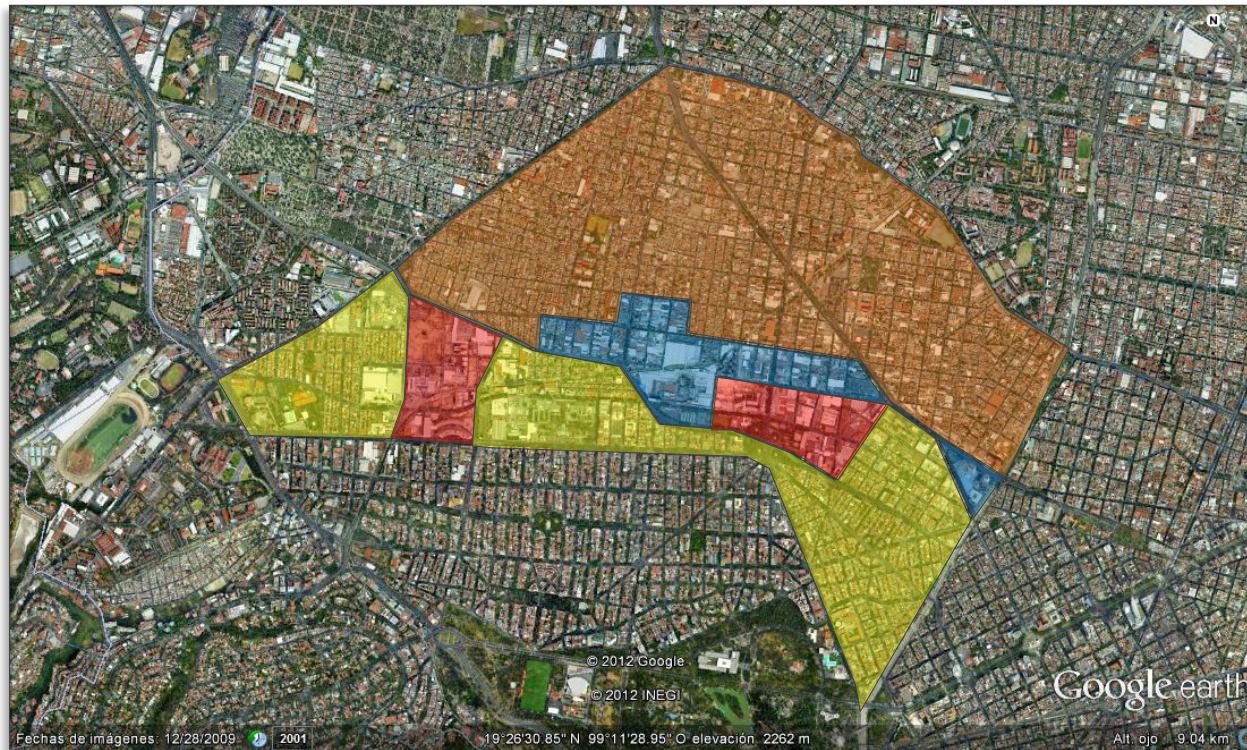 N
© 2012 Google
© 2012 INEGI
Google earth
Fechas de imágenes: 12/28/2009 2001 19°26'30.85" N 99°11'28.95" O elevación 2262 m Alt. ojo 9.04 km